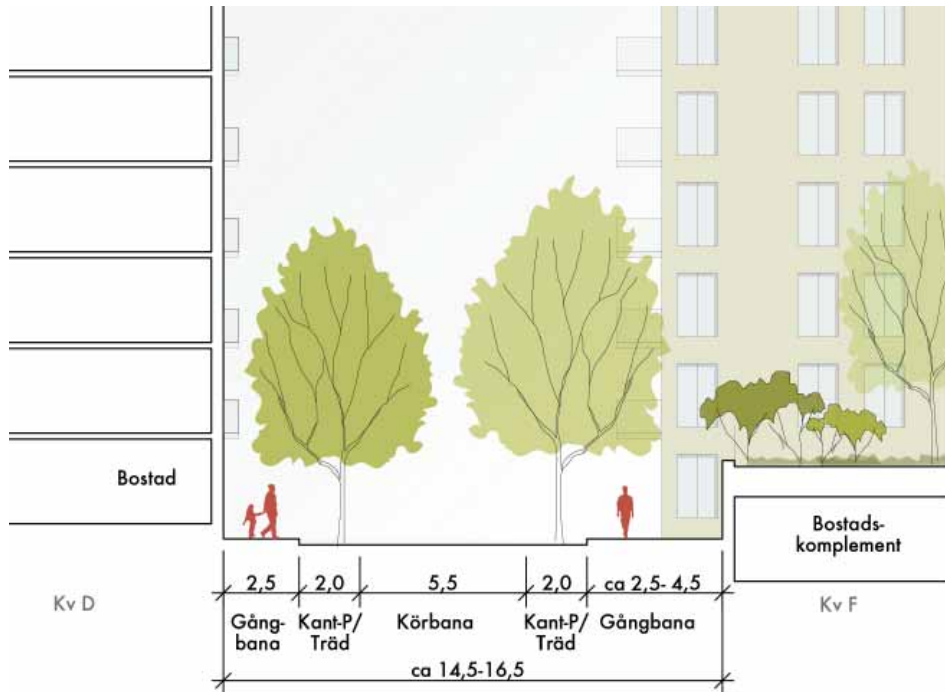 Bostad
Bostads-
komplement
2,5 2,0 5,5 2,0 ca 2,5- 4,5
Kv D
Kv F
Gång-
bana
Kant-P/
Träd
Körbana
Kant-P/
Träd
Gångbana
ca 14,5-16,5